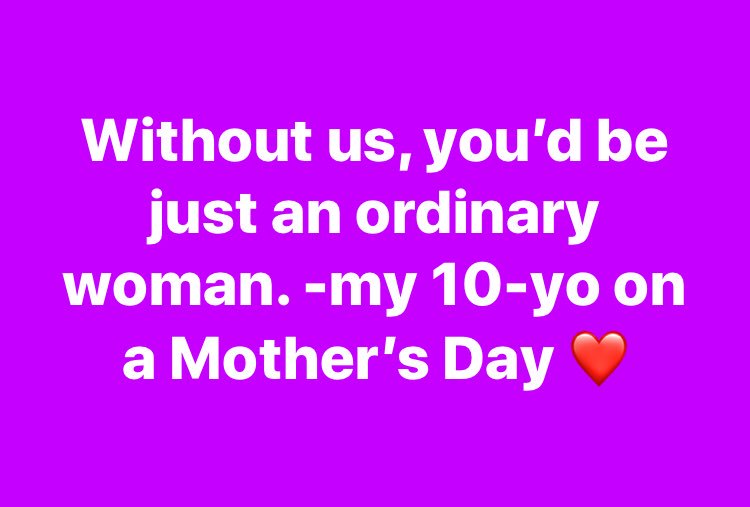 Without us, you’d be
just an ordinary
woman. -my 10-yo on
a Mother’s Day ❤️